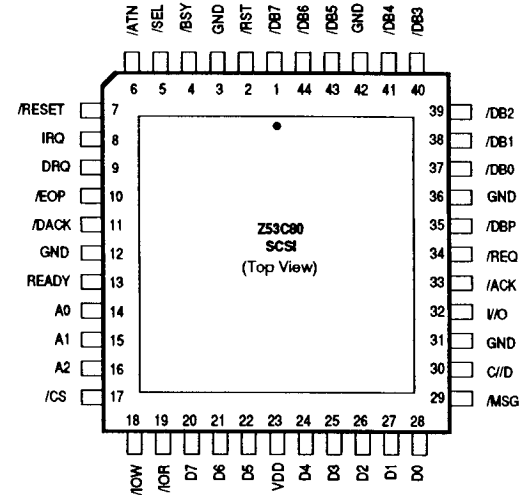 /ATN /SEL /BSY GND /RST /DB7 /DB6 /DB5 GND /DB4 /DB3
6 5 4 3 2 1 44 43 42 41 40
/RESET 7
IRQ 8
DRQ 9
/EOP 10
/DACK 11
GND 12
READY 13
A0 14
A1 15
A2 16
/CS 17
Z53C80
SCSI
(Top View)
39 /DB2
38 /DB1
37 /DB0
36 GND
35 /DBP
34 /REQ
33 /ACK
32 I//O
31 GND
30 C//D
29 /MSG
18 19 20 21 22 23 24 25 26 27 28
/IOW /IOR D7 D6 D5 VDD D4 D3 D2 D1 D0